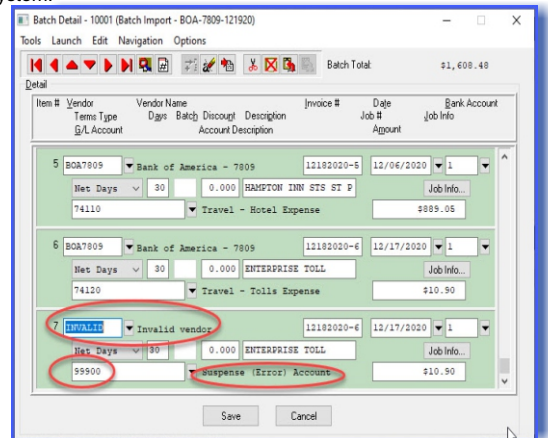 system.
Batch Detail - 10001 (Batch Import - BOA-7809-121920)
Tools Launch Edit Navigation Options
Batch Total: $1,608.48
Detail
Item # Vendor Vendor Name Invoice # Date Bank Account
Terms Type Days Batch Discount Description Job # Job Info
G/L Account Account Description Amount
5 BOA7809 Bank of America - 7809 12182020-5 12/06/2020 1
Net Days 30 0.000 HAMPTON INN STS ST P Job Info...
74110 Travel - Hotel Expense $889.05
6 BOA7809 Bank of America - 7809 12182020-6 12/17/2020 1
Net Days 30 0.000 ENTERPRISE TOLL Job Info...
74120 Travel - Tolls Expense $10.90
7 INVALID Invalid vendor 12182020-6 12/17/2020 1
Net Days 30 0.000 ENTERPRISE TOLL Job Info...
99900 Suspense (Error) Account $10.90
Save Cancel